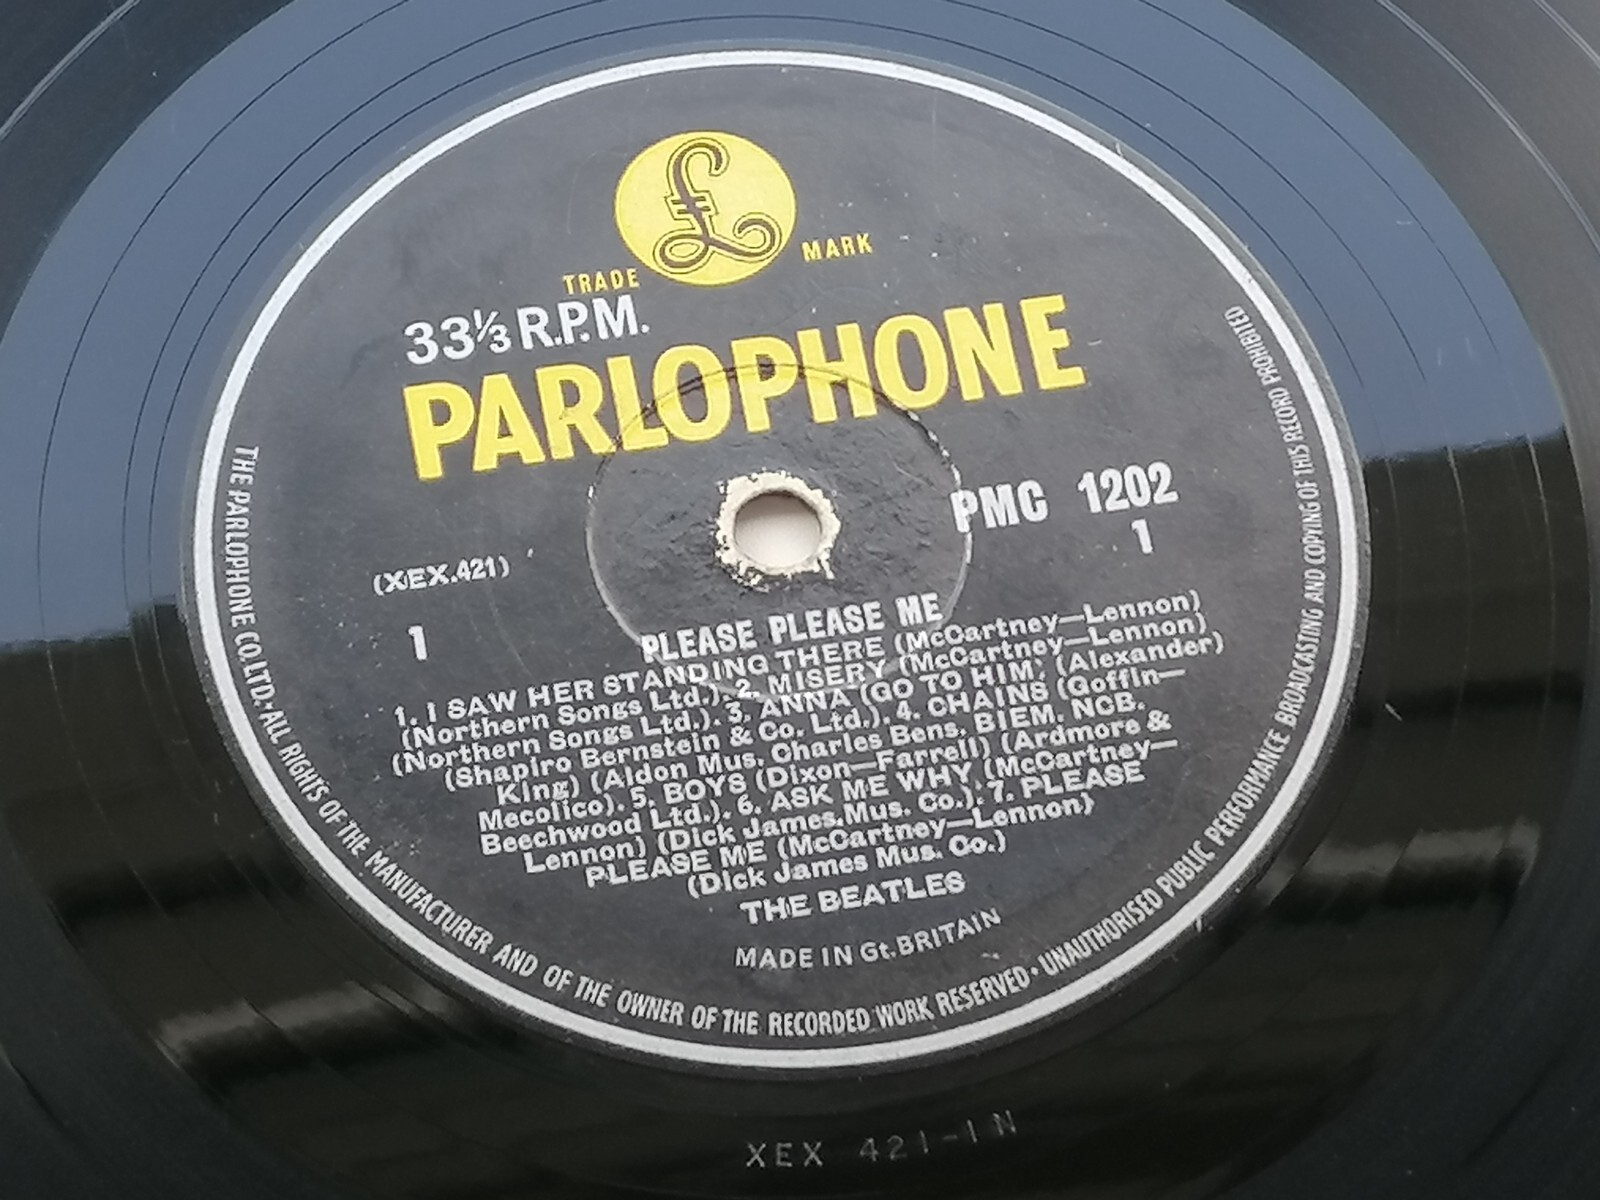 £
TRADE MARK
33⅓ R.P.M.
PARLOPHONE
PMC 1202
1
(XEX.421)
1
PLEASE PLEASE ME
1. I SAW HER STANDING THERE (McCartney—Lennon)
(Northern Songs Ltd.). 2. MISERY (McCartney—Lennon)
(Northern Songs Ltd.). 3. ANNA (GO TO HIM) (Alexander)
(Shapiro Bernstein & Co. Ltd.). 4. CHAINS (Goffin—
King) (Aldon Mus. Charles Bens. BIEM. NCB.
Mecolico). 5. BOYS (Dixon—Farrell) (Ardmore &
Beechwood Ltd.). 6. ASK ME WHY (McCartney—
Lennon) (Dick James Mus. Co.). 7. PLEASE
PLEASE ME (McCartney—Lennon)
(Dick James Mus. Co.)
THE BEATLES
MADE IN Gt. BRITAIN
THE PARLOPHONE CO. LTD • ALL RIGHTS OF THE MANUFACTURER AND OF THE OWNER OF THE RECORDED WORK RESERVED • UNAUTHORISED PUBLIC PERFORMANCE BROADCASTING AND COPYING OF THIS RECORD PROHIBITED
XEX 421-1N